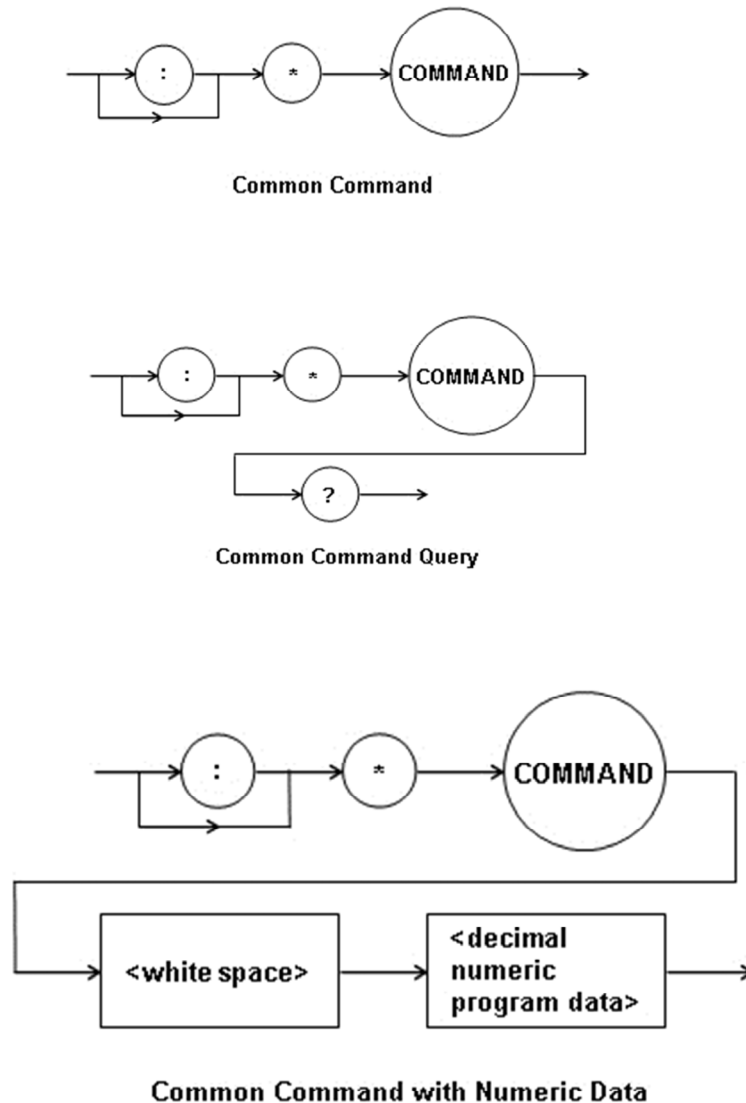 : * COMMAND
Common Command
: * COMMAND
?
Common Command Query
: * COMMAND
<white space>
<decimal
numeric
program data>
Common Command with Numeric Data